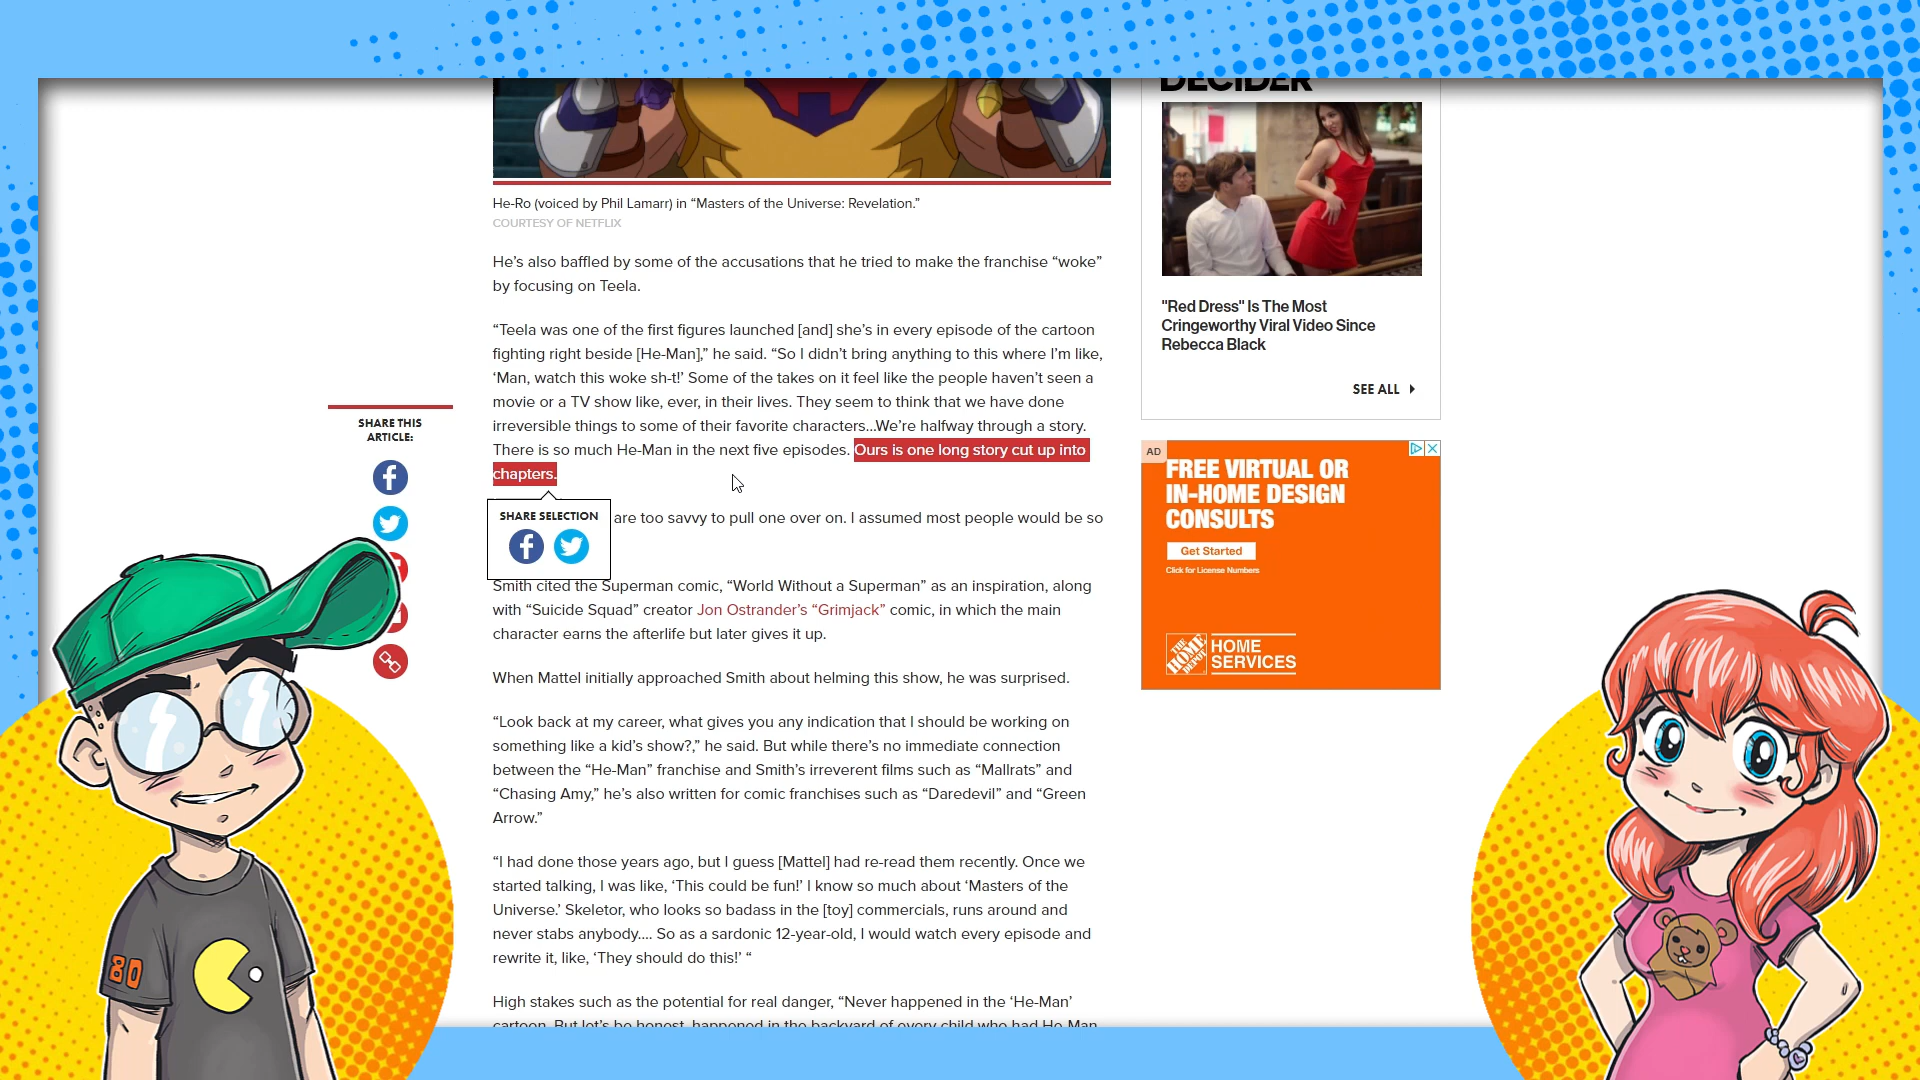 DECIDER
He-Ro (voiced by Phil Lamarr) in “Masters of the Universe: Revelation.”
COURTESY OF NETFLIX
He’s also baffled by some of the accusations that he tried to make the franchise “woke”
by focusing on Teela.
“Teela was one of the first figures launched [and] she’s in every episode of the cartoon
fighting right beside [He-Man],” he said. “So I didn’t bring anything to this where I’m like,
‘Man, watch this woke sh-t!’ Some of the takes on it feel like the people haven’t seen a
movie or a TV show like, ever, in their lives. They seem to think that we have done
irreversible things to some of their favorite characters...We’re halfway through a story.
There is so much He-Man in the next five episodes. Ours is one long story cut up into
chapters.
are too savvy to pull one over on. I assumed most people would be so
Smith cited the Superman comic, “World Without a Superman” as an inspiration, along
with “Suicide Squad” creator Jon Ostrander’s “Grimjack” comic, in which the main
character earns the afterlife but later gives it up.
When Mattel initially approached Smith about helming this show, he was surprised.
“Look back at my career, what gives you any indication that I should be working on
something like a kid’s show?,” he said. But while there’s no immediate connection
between the “He-Man” franchise and Smith’s irreverent films such as “Mallrats” and
“Chasing Amy,” he’s also written for comic franchises such as “Daredevil” and “Green
Arrow.”
“I had done those years ago, but I guess [Mattel] had re-read them recently. Once we
started talking, I was like, ‘This could be fun!’ I know so much about ‘Masters of the
Universe.’ Skeletor, who looks so badass in the [toy] commercials, runs around and
never stabs anybody.... So as a sardonic 12-year-old, I would watch every episode and
rewrite it, like, ‘They should do this!’ “
High stakes such as the potential for real danger, “Never happened in the ‘He-Man’
cartoon. But let’s be honest, happened in the backyard of every child who had He-Man
SHARE THIS
ARTICLE:
SHARE SELECTION
"Red Dress" Is The Most
Cringeworthy Viral Video Since
Rebecca Black
SEE ALL
AD
FREE VIRTUAL OR
IN-HOME DESIGN
CONSULTS
Get Started
Click for License Numbers
THE
HOME
DEPOT
HOME
SERVICES
80